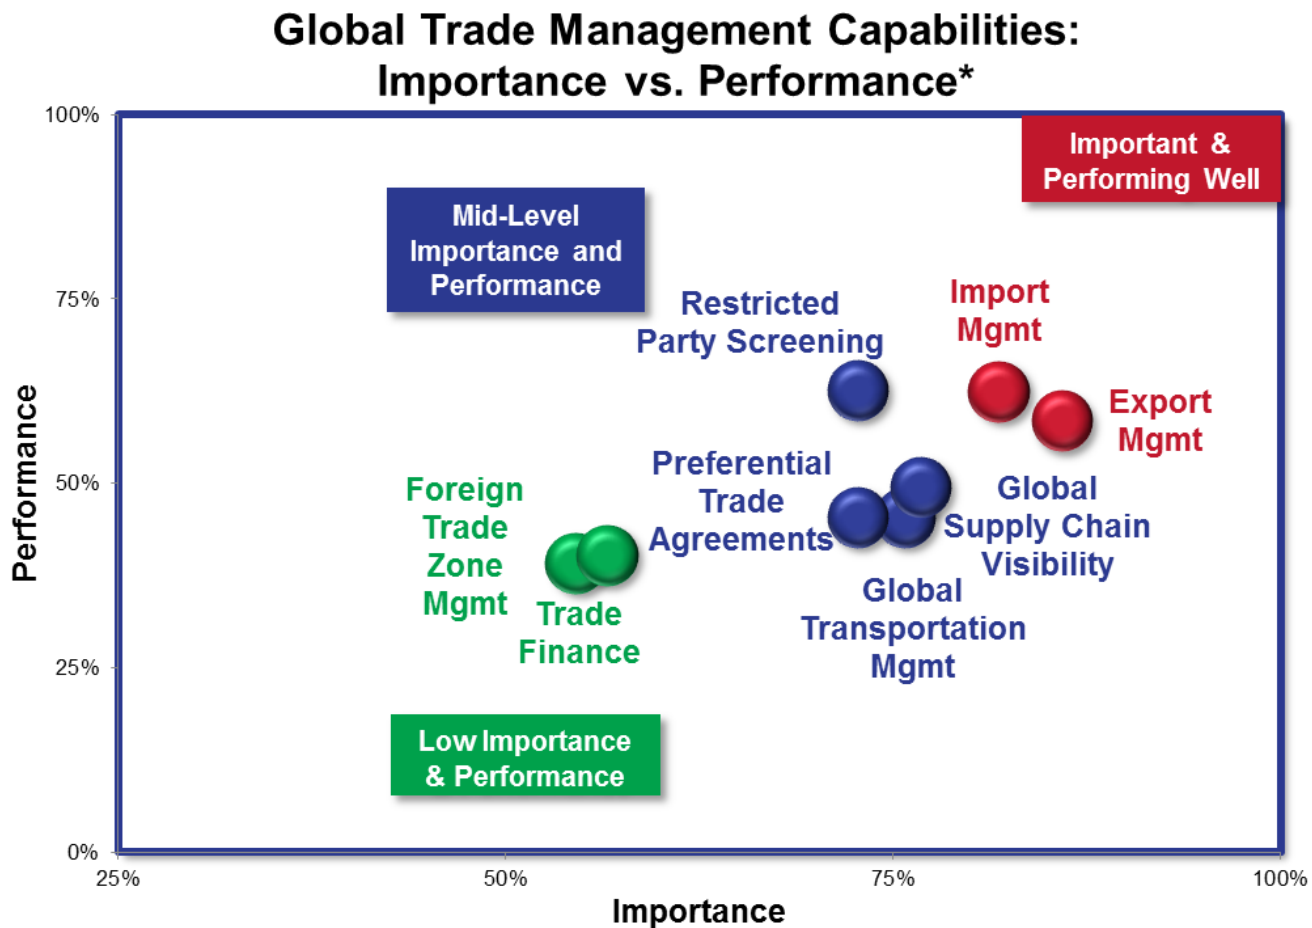 Global Trade Management Capabilities:
Importance vs. Performance*
100%
Important &
Performing Well
Mid-Level
Importance and
Performance
75%
Restricted
Party Screening
Import
Mgmt
Export
Mgmt
Performance
50%
Preferential
Trade
Agreements
Foreign
Trade
Zone
Mgmt
Global
Supply Chain
Visibility
Global
Transportation
Mgmt
Trade
Finance
25%
Low Importance
& Performance
0%
25%
50%
75%
100%
Importance